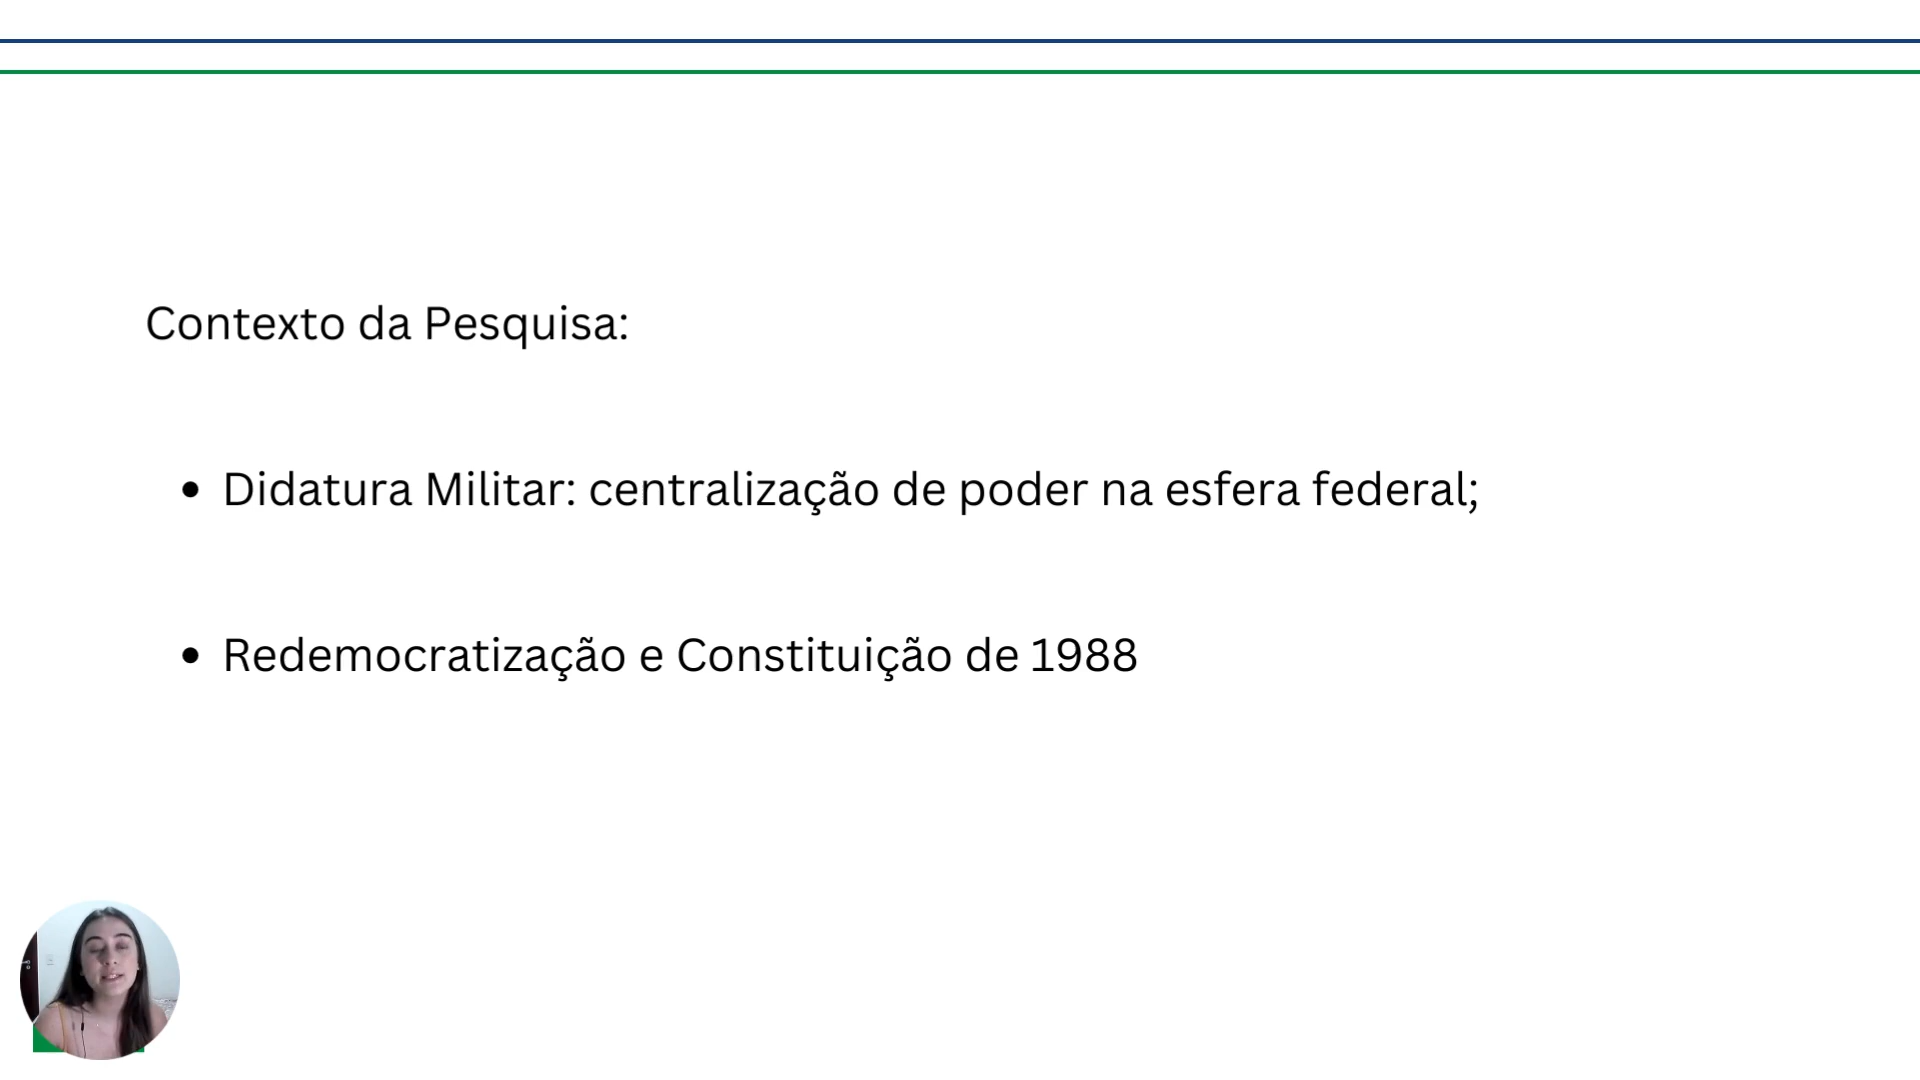 Contexto da Pesquisa:
• Didatura Militar: centralização de poder na esfera federal;
• Redemocratização e Constituição de 1988